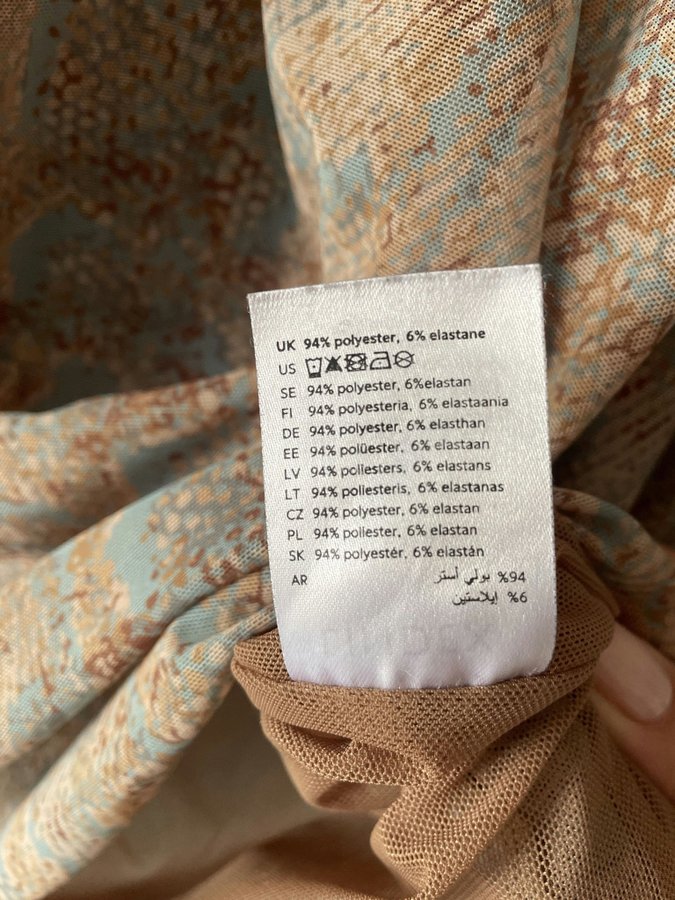 UK 94% polyester, 6% elastane
US
SE 94% polyester, 6%elastan
FI 94% polyesteria, 6% elastaania
DE 94% polyester, 6% elasthan
EE 94% polüester, 6% elastaan
LV 94% poliesters, 6% elastans
LT 94% poliesteris, 6% elastanas
CZ 94% polyester, 6% elastan
PL 94% poliester, 6% elastan
SK 94% polyestér, 6% elastán
AR %94 بولي أستر
%6 إيلاستين